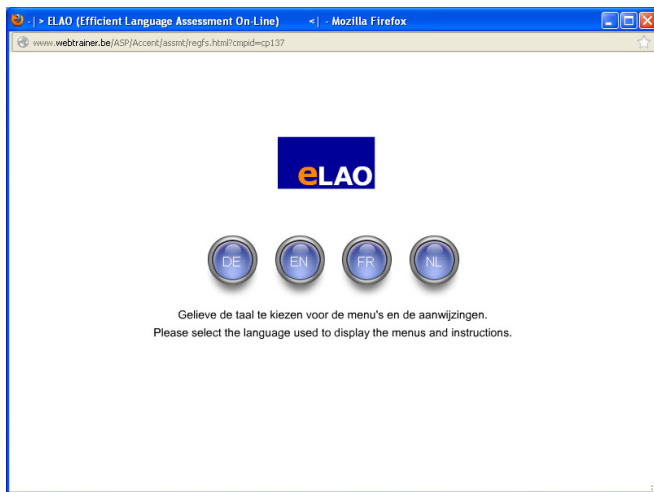 - | > ELAO (Efficient Language Assessment On-Line) < | - Mozilla Firefox
www.webtrainer.be/ASP/Accent/assmt/regfs.html?cmpid=cp137
eLAO
DE EN FR NL
Gelieve de taal te kiezen voor de menu's en de aanwijzingen.
Please select the language used to display the menus and instructions.